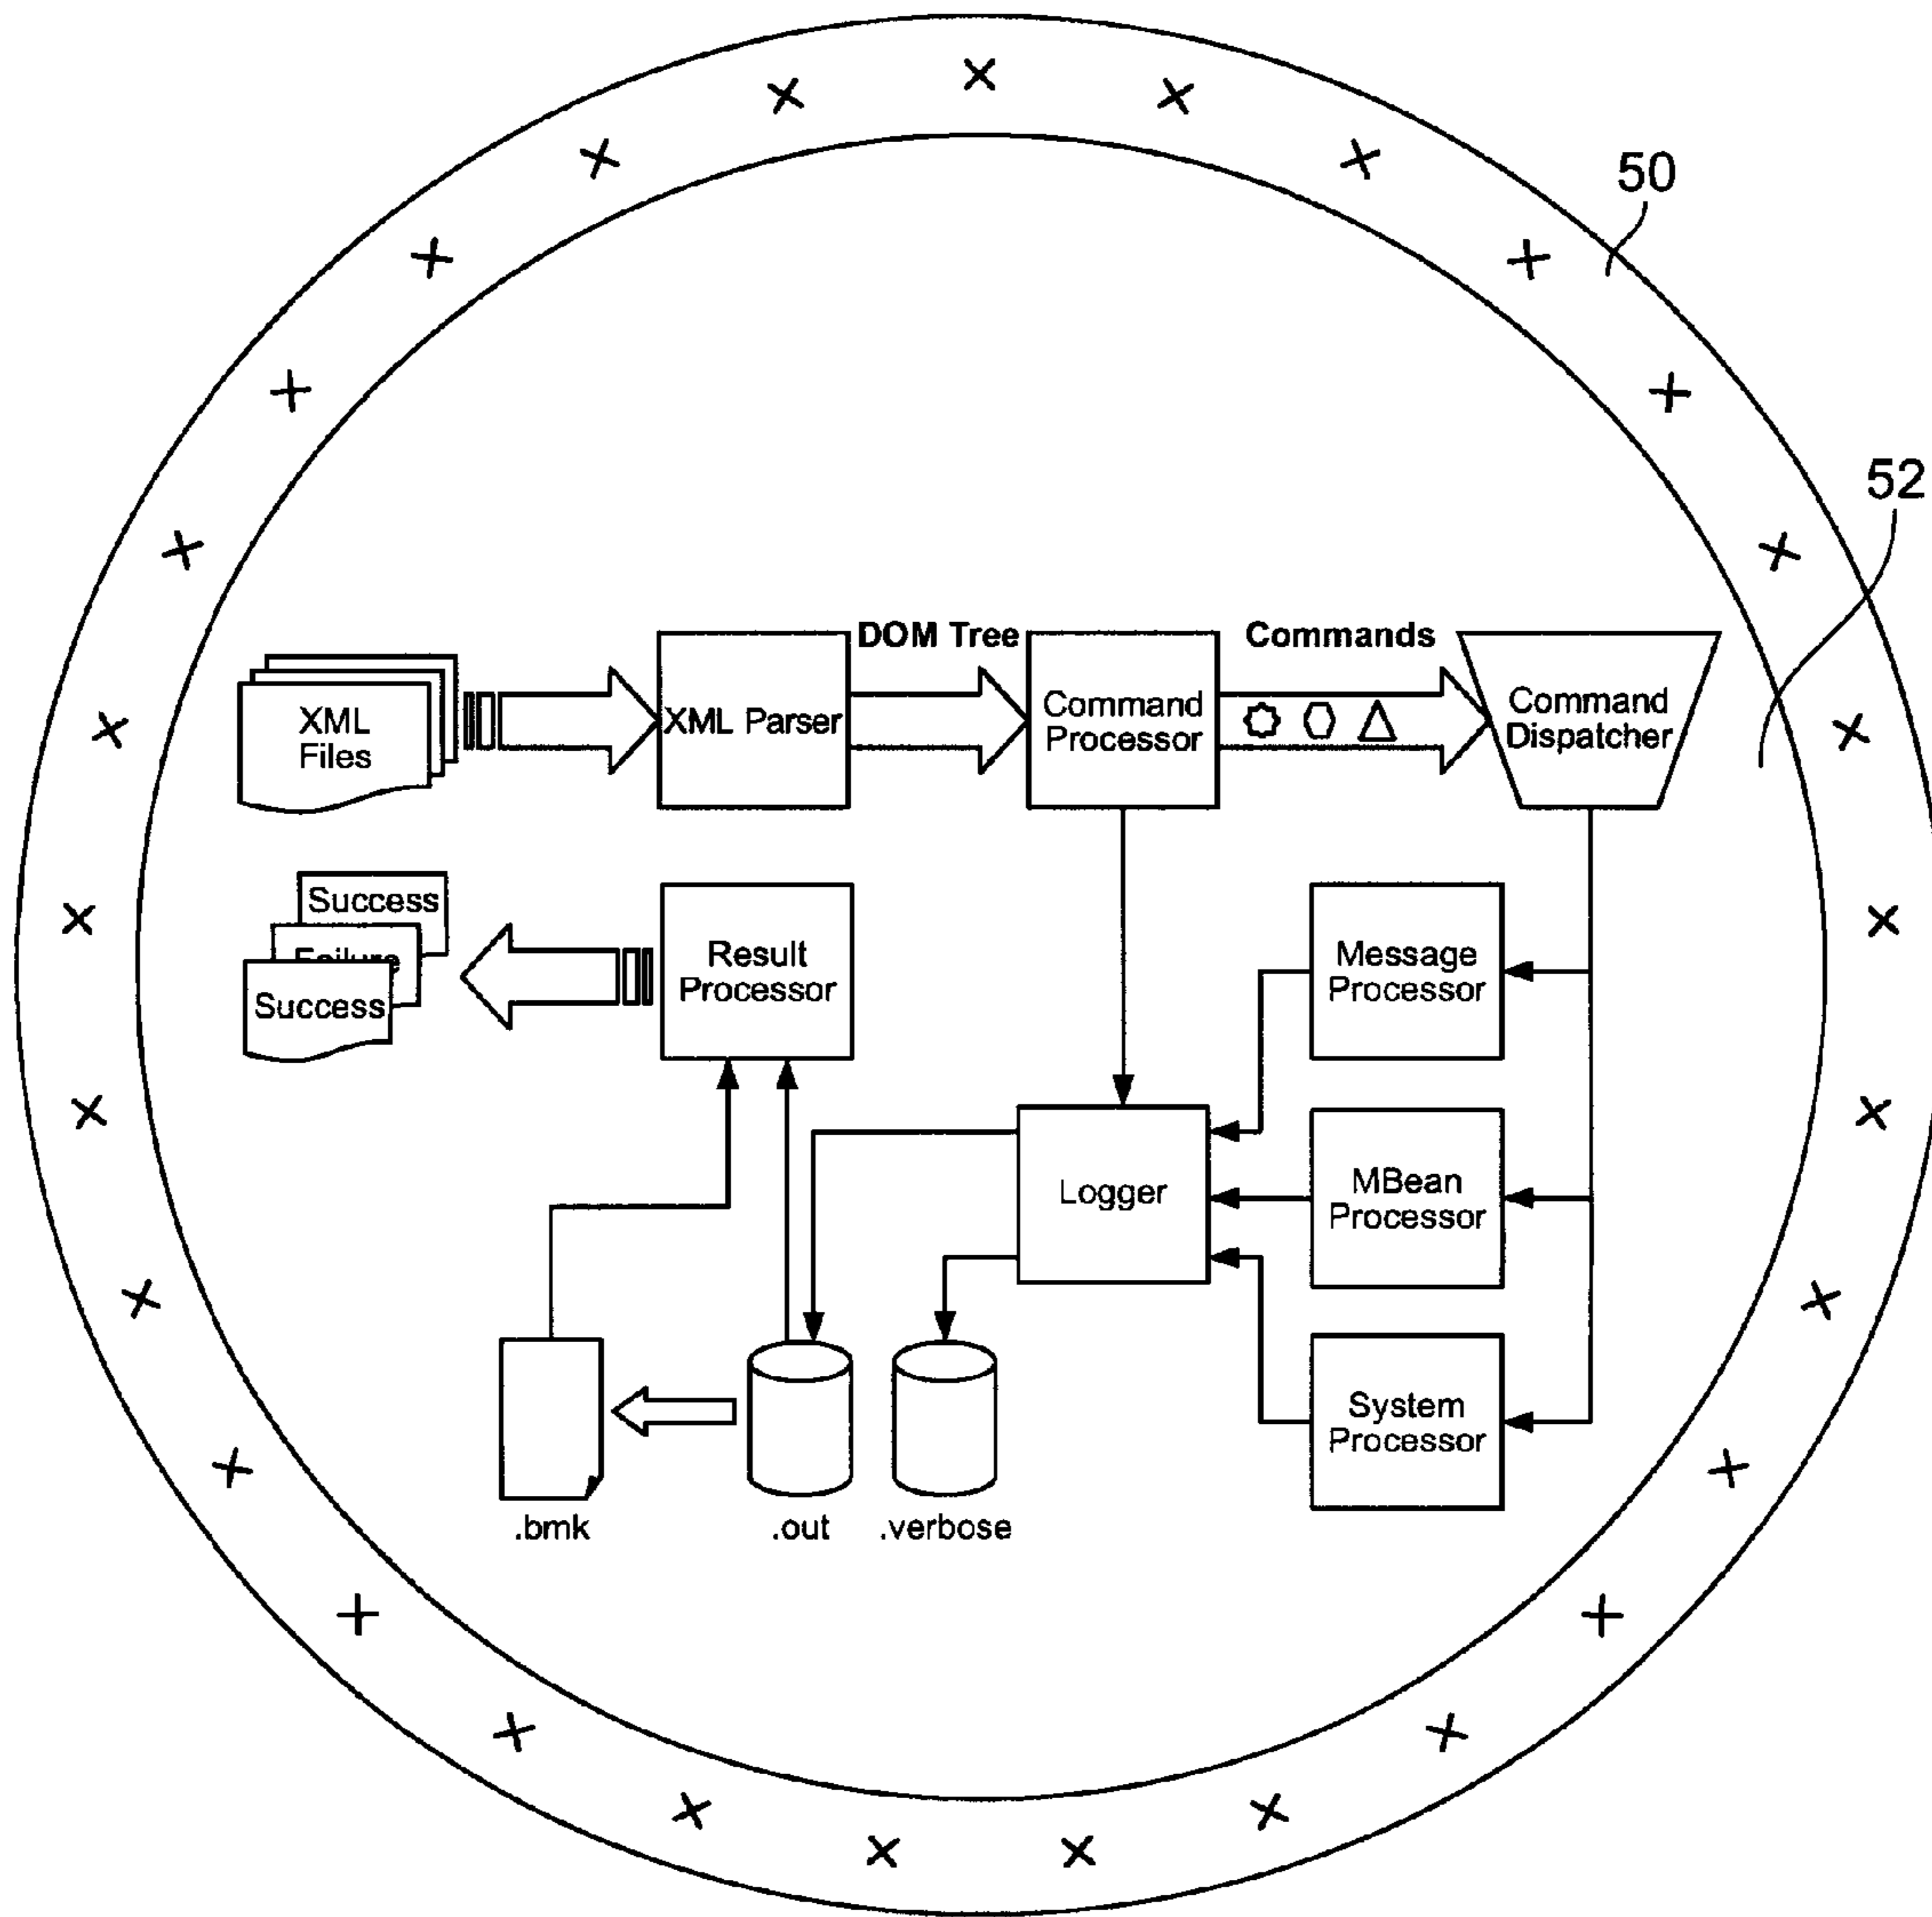 50
52
DOM Tree
Commands
XML
Files
XML Parser
Command
Processor
Command
Dispatcher
Success
Failure
Success
Result
Processor
Message
Processor
Logger
MBean
Processor
System
Processor
.bmk
.out
.verbose